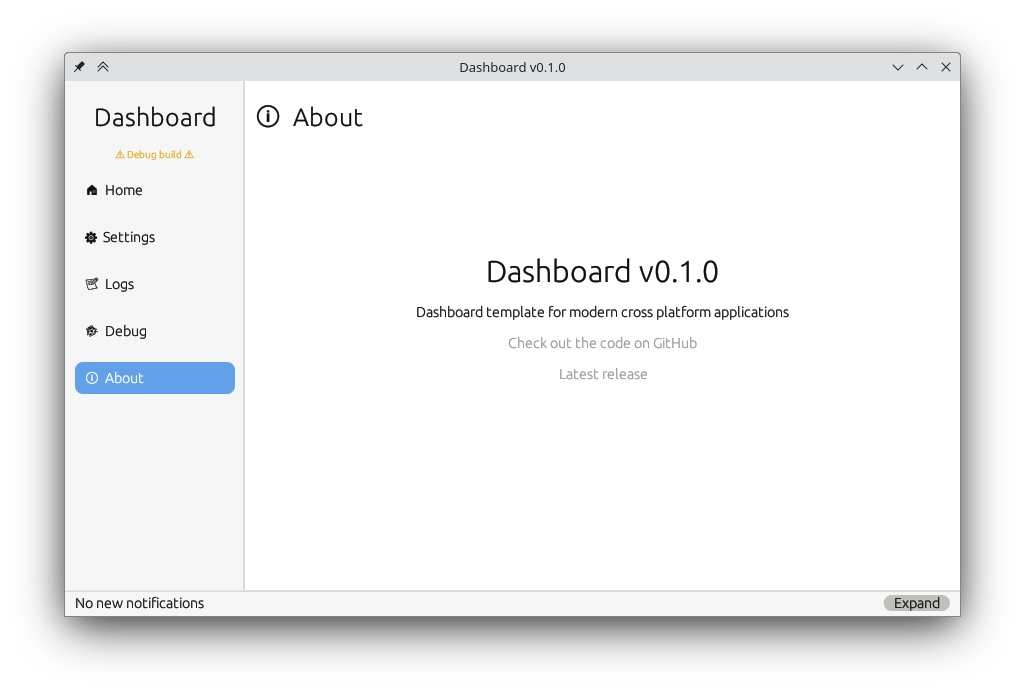 Dashboard v0.1.0
Dashboard
⚠ Debug build ⚠
Home
Settings
Logs
Debug
About
About
Dashboard v0.1.0
Dashboard template for modern cross platform applications
Check out the code on GitHub
Latest release
No new notifications
Expand